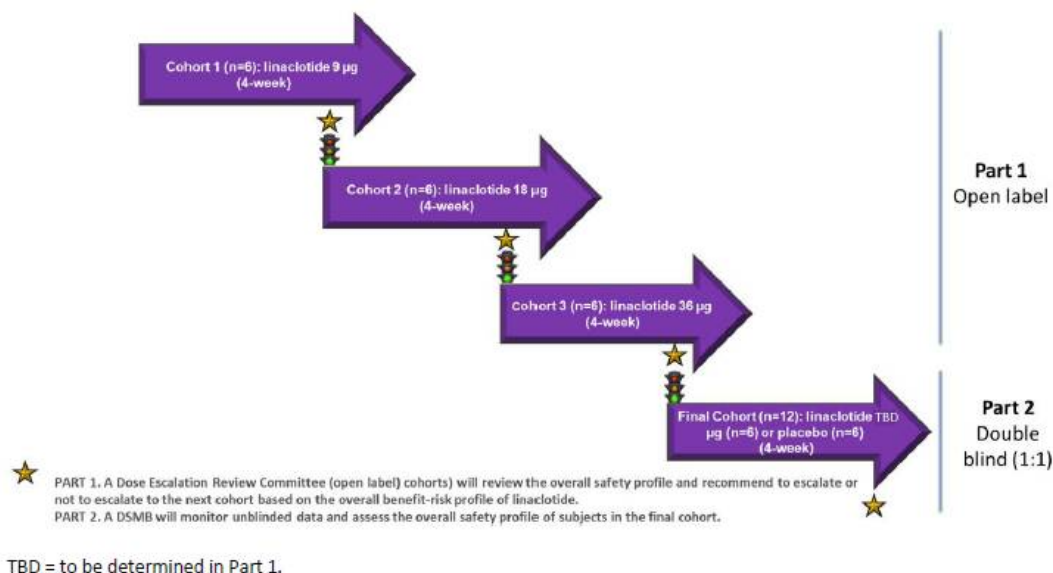 Cohort 1 (n=6): linaclotide 9 µg
(4-week)
Cohort 2 (n=6): linaclotide 18 µg
(4-week)
Part 1
Open label
Cohort 3 (n=6): linaclotide 36 µg
(4-week)
Final Cohort (n=12): linaclotide TBD
µg (n=6) or placebo (n=6)
(4-week)
Part 2
Double
blind (1:1)
PART 1. A Dose Escalation Review Committee (open label) cohorts) will review the overall safety profile and recommend to escalate or
not to escalate to the next cohort based on the overall benefit-risk profile of linaclotide.
PART 2. A DSMB will monitor unblinded data and assess the overall safety profile of subjects in the final cohort.
TBD = to be determined in Part 1.